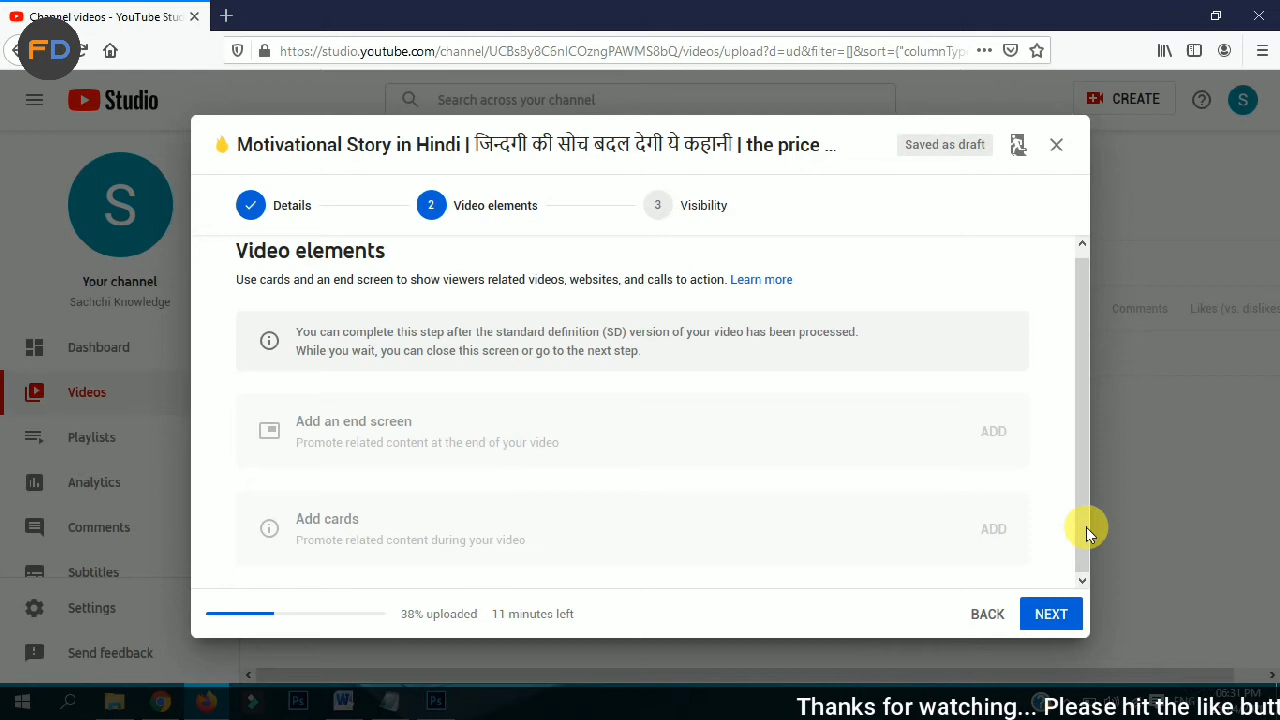 Channel videos - YouTube Stud
FD
https://studio.youtube.com/channel/UCBs8y8C6nICOzngPAWMS8bQ/videos/upload?d=ud&filter=[]&sort={"columnType
Studio
Search across your channel
CREATE
S
Motivational Story in Hindi | जिन्दगी की सोच बदल देगी ये कहानी | the price ...
Saved as draft
Details
2
Video elements
3
Visibility
S
Your channel
Sachchi Knowledge
Dashboard
Videos
Playlists
Analytics
Comments
Subtitles
Settings
Send feedback
Video elements
Use cards and an end screen to show viewers related videos, websites, and calls to action. Learn more
You can complete this step after the standard definition (SD) version of your video has been processed.
While you wait, you can close this screen or go to the next step.
Add an end screen
Promote related content at the end of your video
ADD
Add cards
Promote related content during your video
ADD
Comments
Likes (vs. dislikes
38% uploaded
11 minutes left
BACK
NEXT
06:31 PM
Thanks for watching... Please hit the like butt